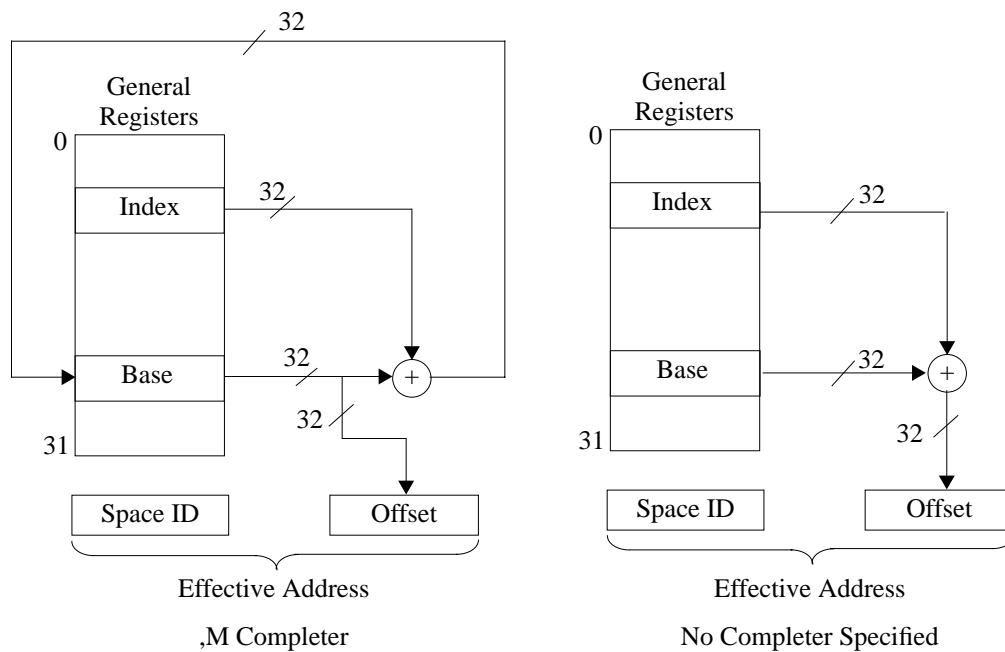 32
General
Registers
0
Index
32
Base
32
32
+
31
Space ID
Offset
Effective Address
,M Completer
General
Registers
0
Index
32
Base
32
+
32
31
Space ID
Offset
Effective Address
No Completer Specified